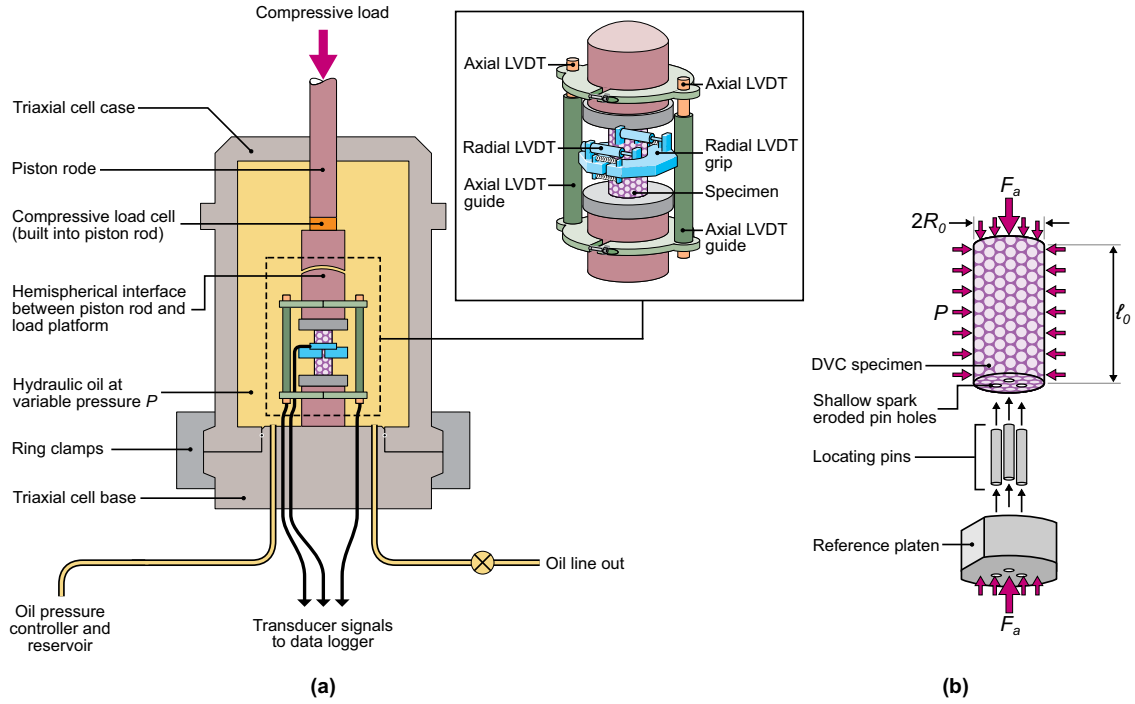 Compressive load
Triaxial cell case
Piston rode
Compressive load cell
(built into piston rod)
Hemispherical interface
between piston rod and
load platform
Hydraulic oil at
variable pressure P
Ring clamps
Triaxial cell base
Oil pressure
controller and
reservoir
Transducer signals
to data logger
Oil line out
(a)
Axial LVDT
Axial LVDT
Radial LVDT
Radial LVDT
grip
Axial LVDT
guide
Specimen
Axial LVDT
guide
Fa
2R0
P
ℓ0
DVC specimen
Shallow spark
eroded pin holes
Locating pins
Reference platen
Fa
(b)